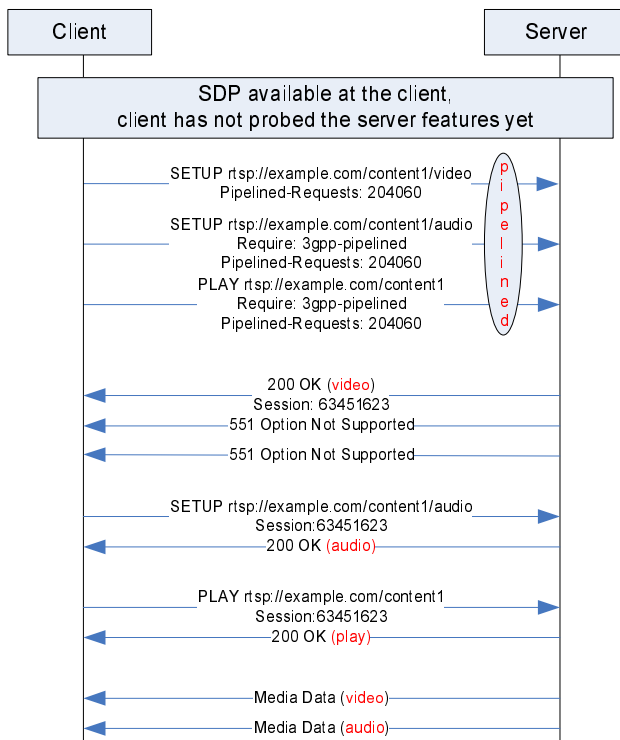 Client
Server
SDP available at the client,
client has not probed the server features yet
SETUP rtsp://example.com/content1/video
Pipelined-Requests: 204060
SETUP rtsp://example.com/content1/audio
Require: 3gpp-pipelined
Pipelined-Requests: 204060
PLAY rtsp://example.com/content1
Require: 3gpp-pipelined
Pipelined-Requests: 204060
pipelined
200 OK (video)
Session: 63451623
551 Option Not Supported
551 Option Not Supported
SETUP rtsp://example.com/content1/audio
Session:63451623
200 OK (audio)
PLAY rtsp://example.com/content1
Session:63451623
200 OK (play)
Media Data (video)
Media Data (audio)